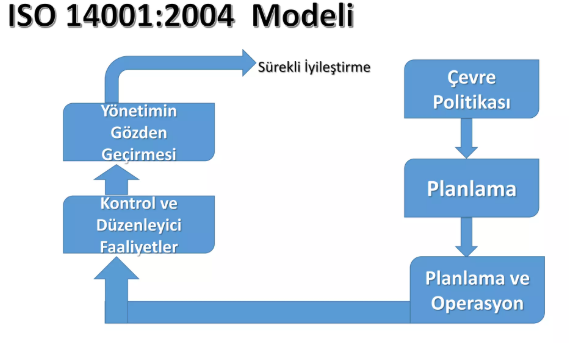 ISO 14001:2004 Modeli
Sürekli İyileştirme
Çevre
Politikası
Yönetimin
Gözden
Geçirmesi
Planlama
Kontrol ve
Düzenleyici
Faaliyetler
Planlama ve
Operasyon